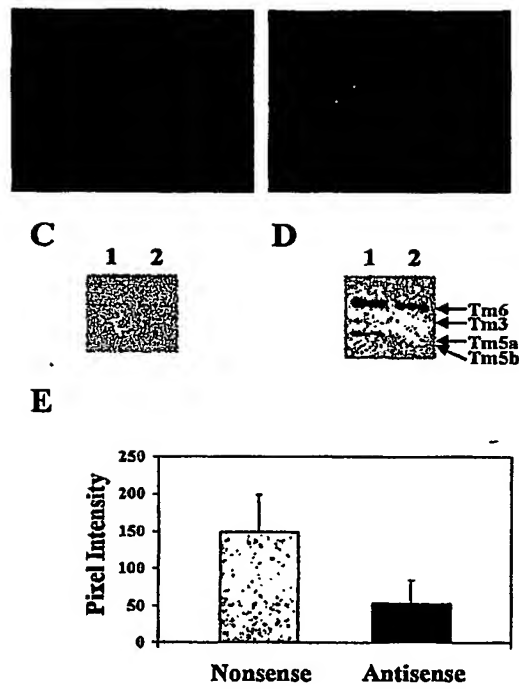 C
D
1 2
1 2
Tm6
Tm3
Tm5a
Tm5b
E
250
200
150
100
50
0
Pixel Intensity
Nonsense
Antisense